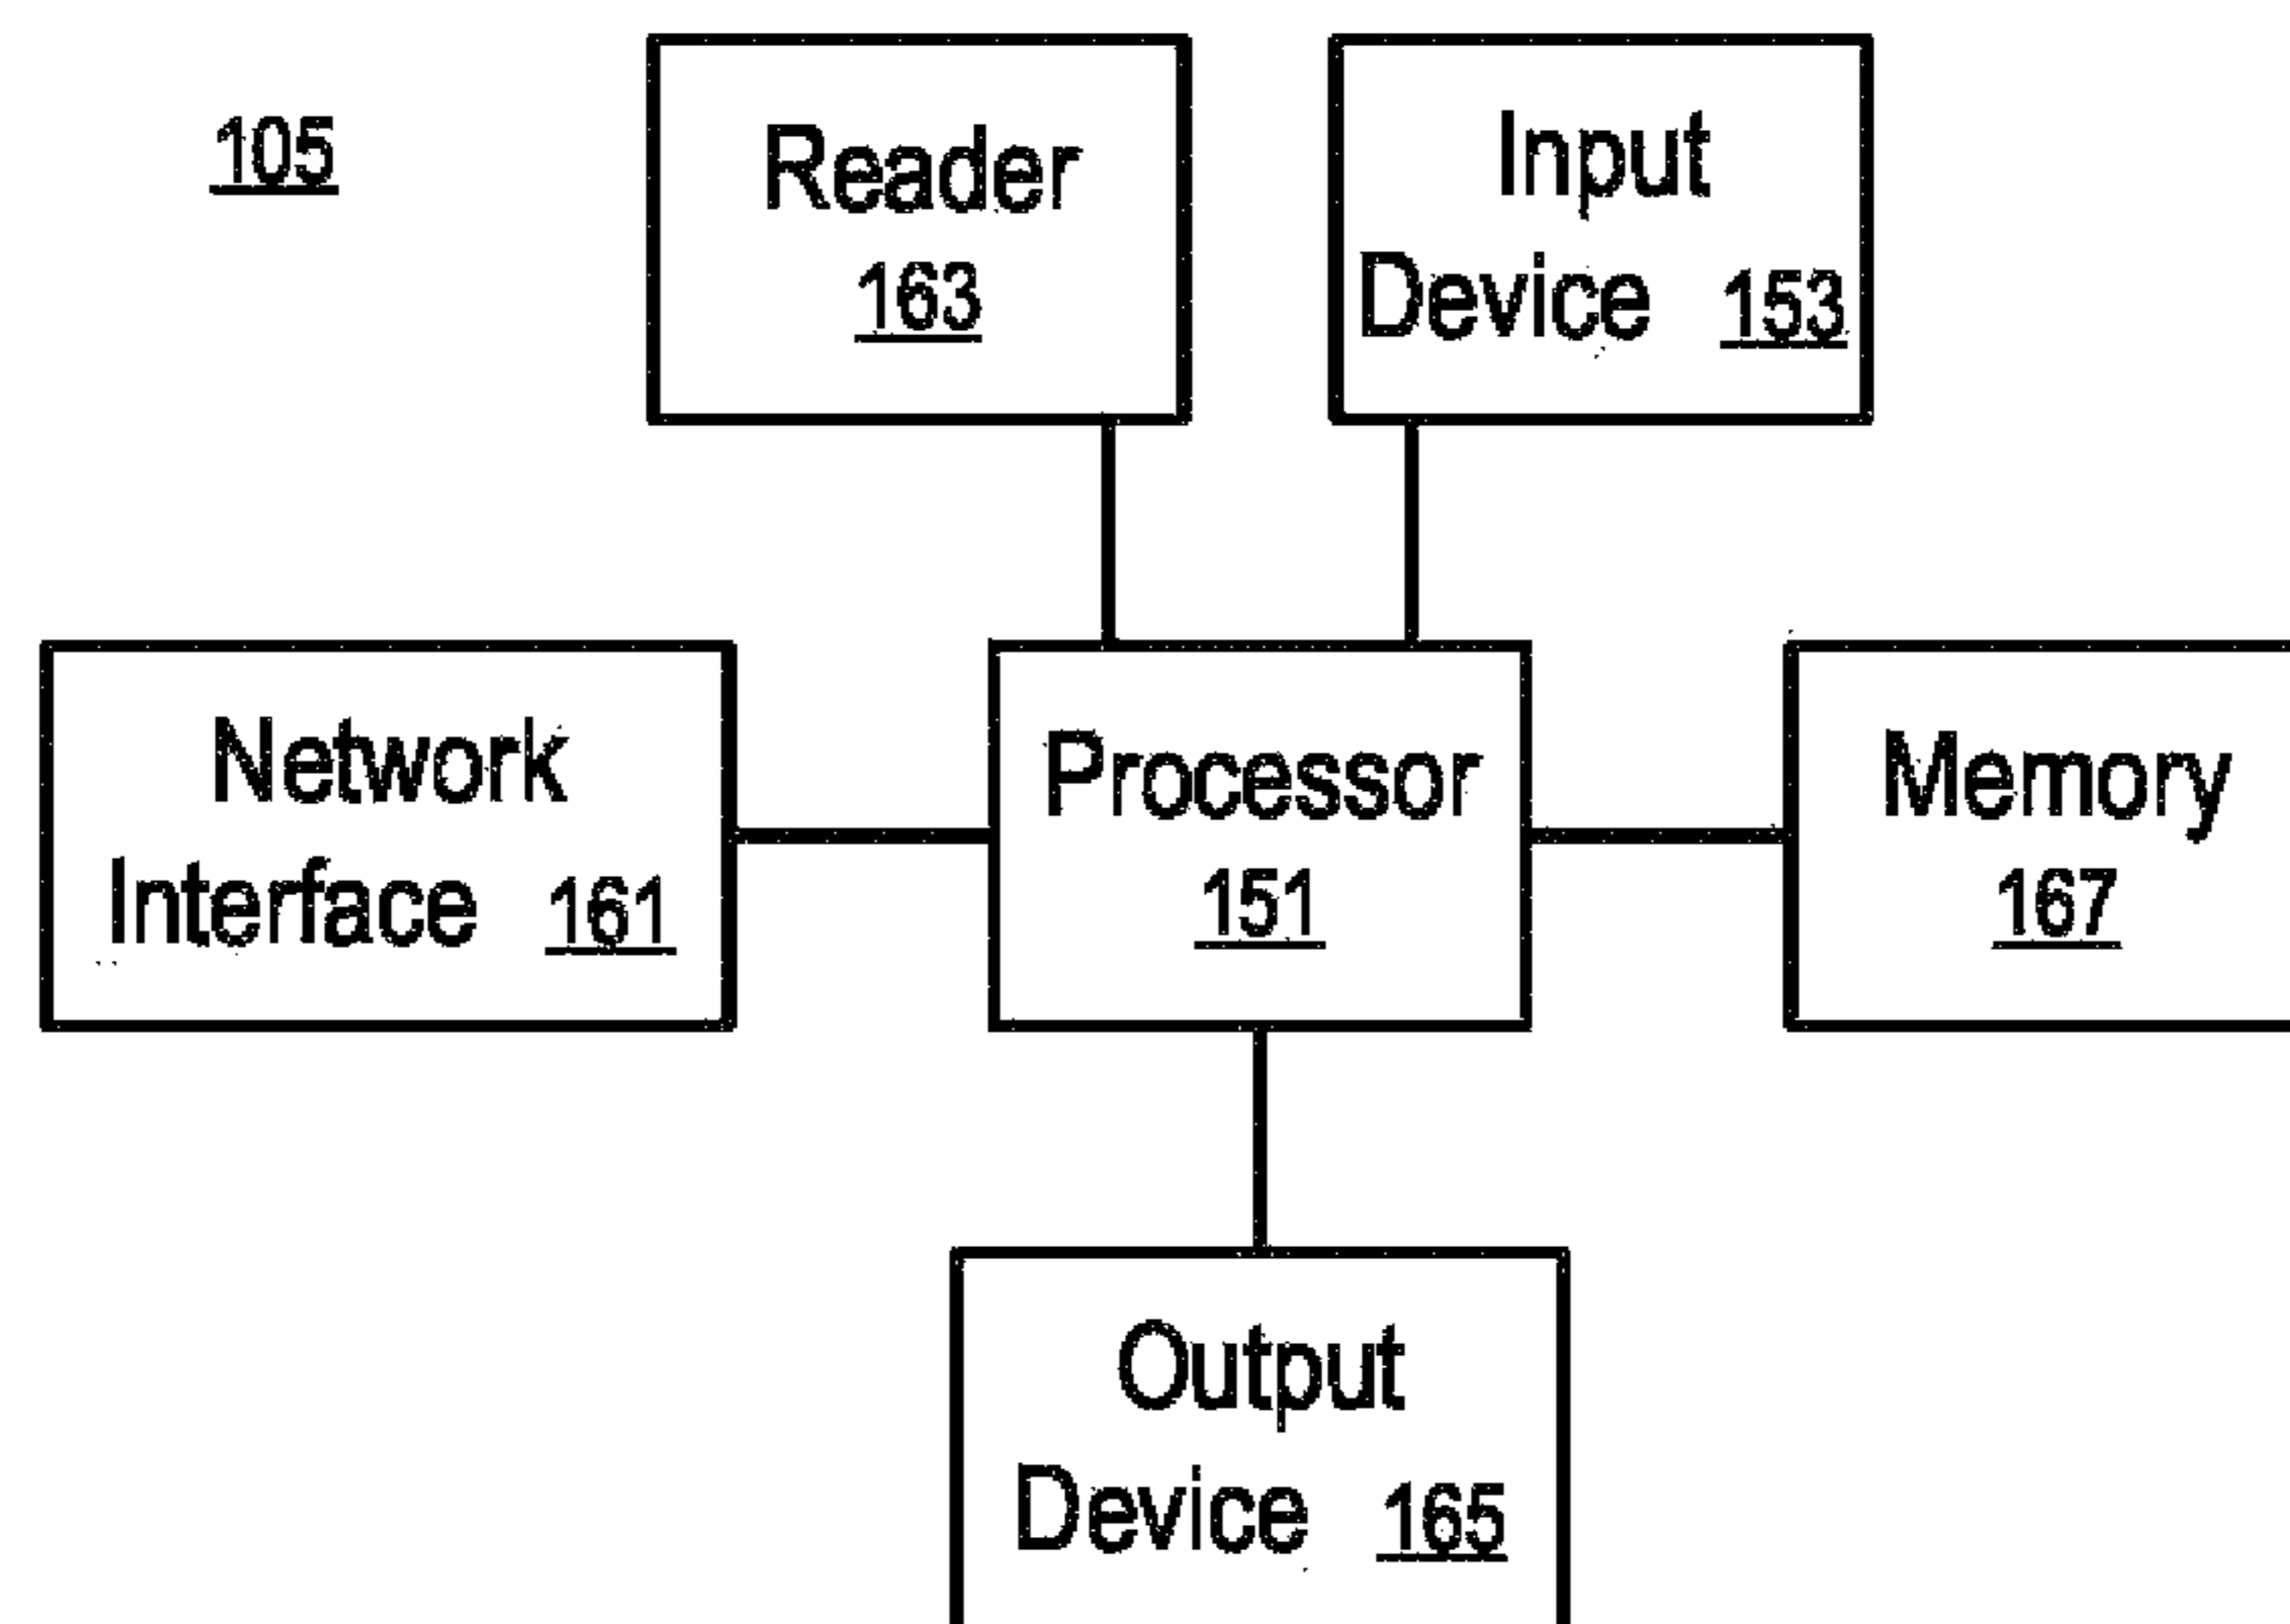 105
Reader
163
Input
Device 153
Network
Interface 161
Processor
151
Memory
167
Output
Device 165